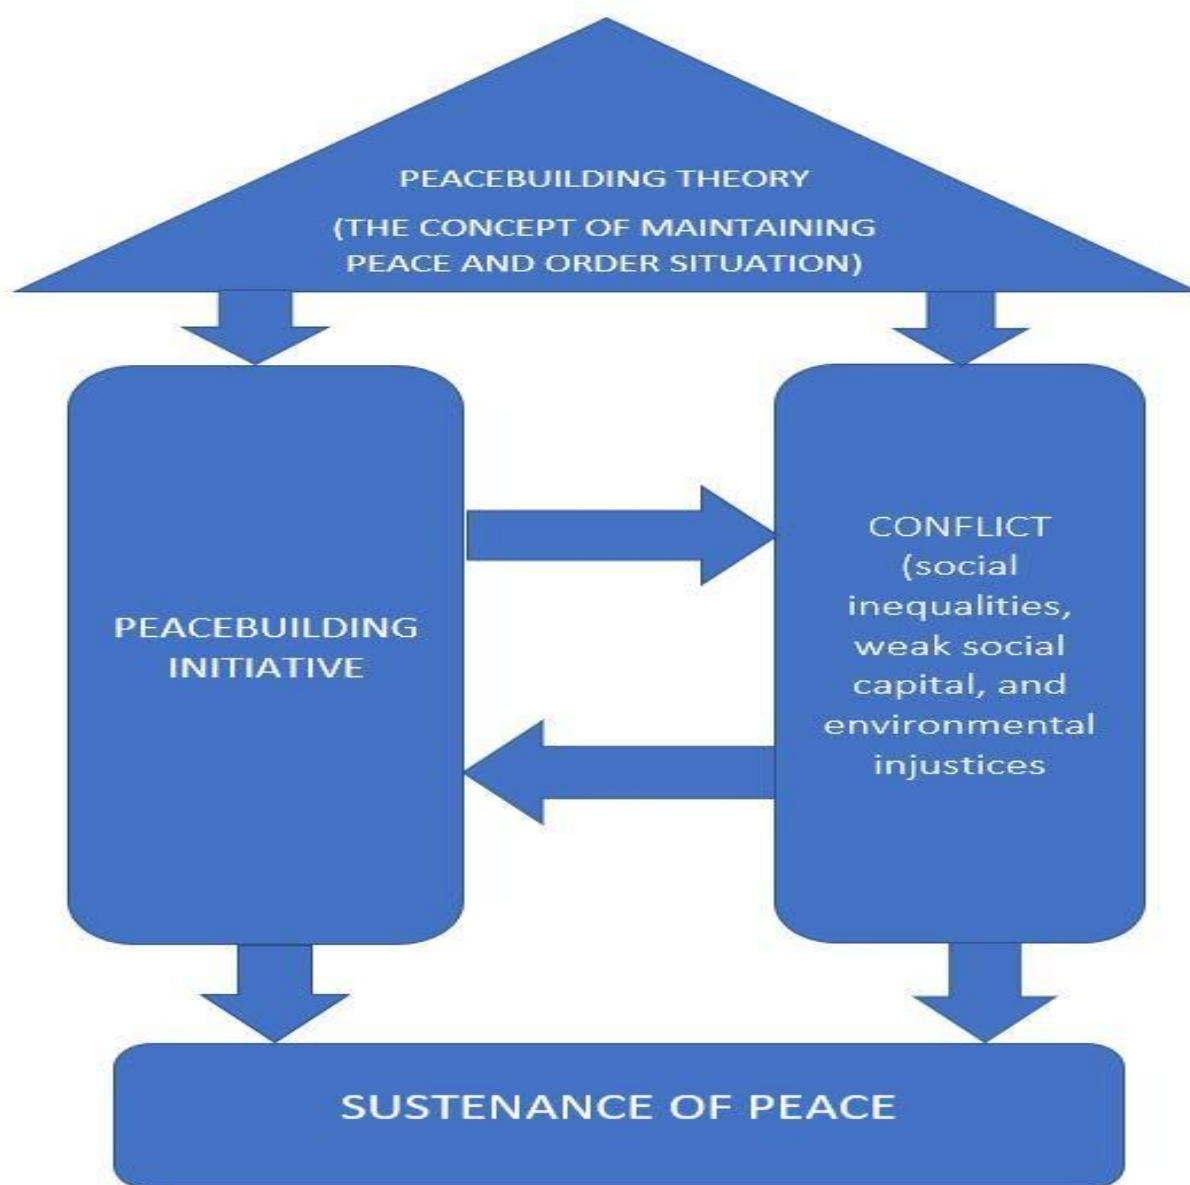 PEACEBUILDING THEORY
(THE CONCEPT OF MAINTAINING
PEACE AND ORDER SITUATION)
PEACEBUILDING
INITIATIVE
CONFLICT
(social
inequalities,
weak social
capital, and
environmental
injustices
SUSTENANCE OF PEACE